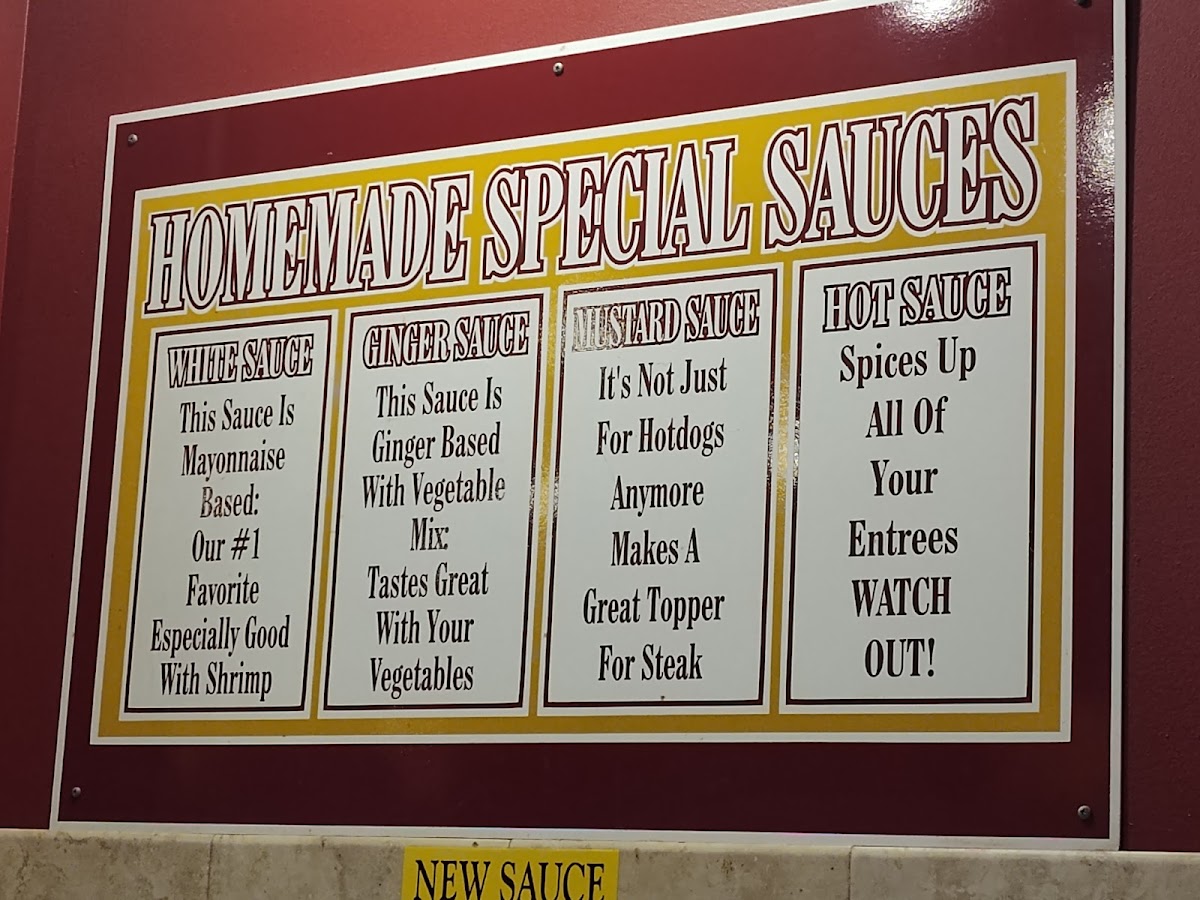 HOMEMADE SPECIAL SAUCES
WHITE SAUCE
This Sauce Is
Mayonnaise
Based:
Our #1
Favorite
Especially Good
With Shrimp
GINGER SAUCE
This Sauce Is
Ginger Based
With Vegetable
Mix:
Tastes Great
With Your
Vegetables
MUSTARD SAUCE
It's Not Just
For Hotdogs
Anymore
Makes A
Great Topper
For Steak
HOT SAUCE
Spices Up
All Of
Your
Entrees
WATCH
OUT!
NEW SAUCE